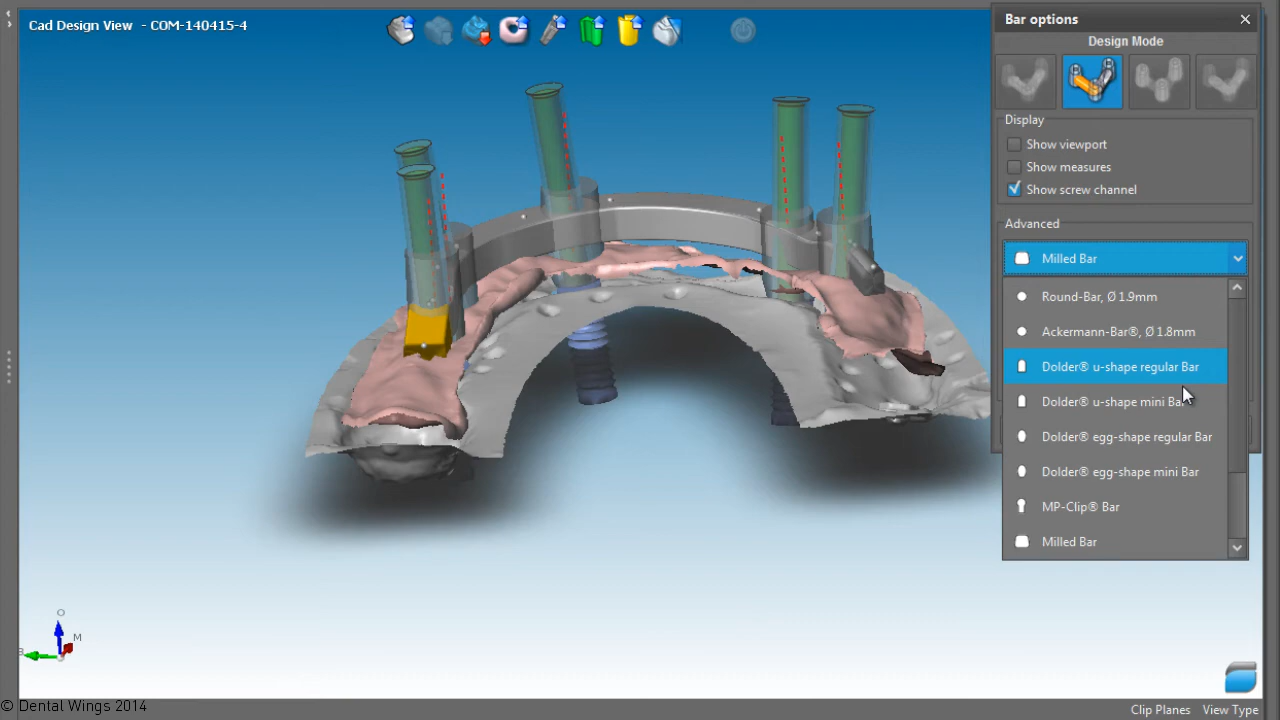 Cad Design View - COM-140415-4
Bar options
Design Mode
Display
Show viewport
Show measures
Show screw channel
Advanced
Milled Bar
Round-Bar, Ø 1.9mm
Ackermann-Bar®, Ø 1.8mm
Dolder® u-shape regular Bar
Dolder® u-shape mini Bar
Dolder® egg-shape regular Bar
Dolder® egg-shape mini Bar
MP-Clip® Bar
Milled Bar
O
M
© Dental Wings 2014
Clip Planes View Type